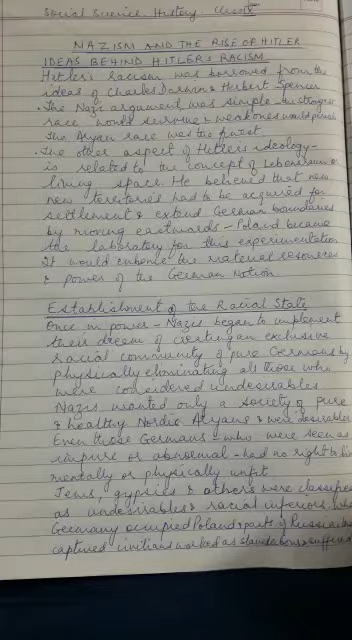 Social Science. History. Class IX
NAZISM AND THE RISE OF HITLER
IDEAS BEHIND HITLER'S RACISM
Hitler's racism was borrowed from the
ideas of Charles Darwin & Herbert Spencer
• The Nazi argument was simple - the strongest
race would survive & weak ones would perish
The Aryan race was the purest
• The other aspect of Hitler's ideology -
is related to the concept of lebensraum or
living space. He believed that new
new territories had to be acquired for
settlement & extend German boundaries
by moving eastwards - Poland became
the laboratory for this experimentation
It would enhance the material resources
& power of the German Nation
Establishment of the Racial State
Once in power - Nazis began to implement
their dream of creating an exclusive
racial community of pure Germans by
physically eliminating all those who
were considered undesirables
Nazis wanted only a society of pure
& healthy Nordic Aryans & were desirable
Even those Germans who were seen as
impure or abnormal - had no right to live
mentally or physically unfit
Jews, gypsies & others were classified
as undesirables & racial inferiors. When
Germany occupied Poland & parts of Russia
captured civilians worked as slave labour &